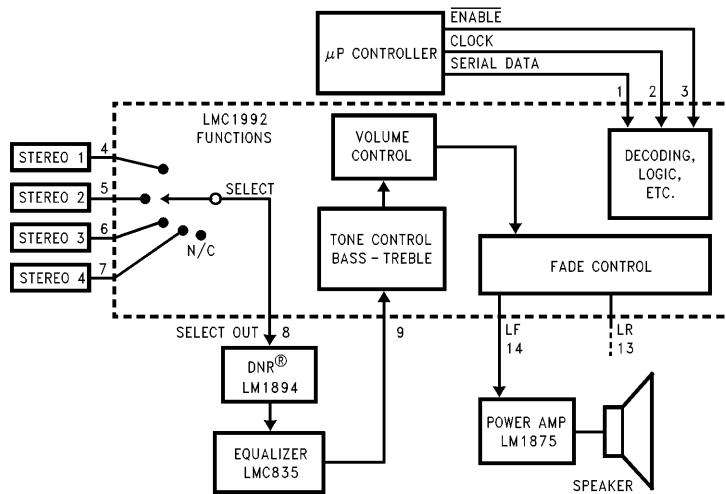 ENABLE
CLOCK
SERIAL DATA
μP CONTROLLER
1 2 3
LMC1992
FUNCTIONS
VOLUME
CONTROL
DECODING,
LOGIC,
ETC.
STEREO 1
4
STEREO 2
5
SELECT
STEREO 3
6
N/C
STEREO 4
7
TONE CONTROL
BASS – TREBLE
FADE CONTROL
SELECT OUT 8
9
LF
14
LR
13
DNR®
LM1894
EQUALIZER
LMC835
POWER AMP
LM1875
SPEAKER